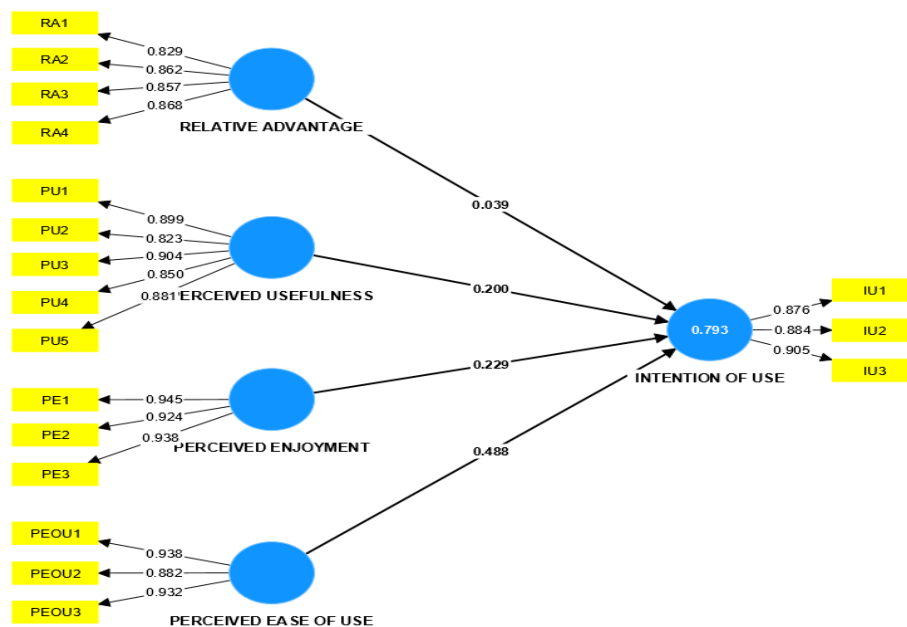 RA1
0.829
RA2
0.862
RA3
0.857
0.868
RA4
RELATIVE ADVANTAGE
PU1
0.899
PU2
0.823
PU3
0.904
0.850
PU4
0.881
ERCEIVED USEFULNESS
PU5
0.039
0.200
0.229
0.488
0.793
INTENTION OF USE
IU1
0.876
IU2
0.884
0.905
IU3
PE1
0.945
0.924
PE2
0.938
PERCEIVED ENJOYMENT
PE3
PEOU1
0.938
PEOU2
0.882
0.932
PEOU3
PERCEIVED EASE OF USE